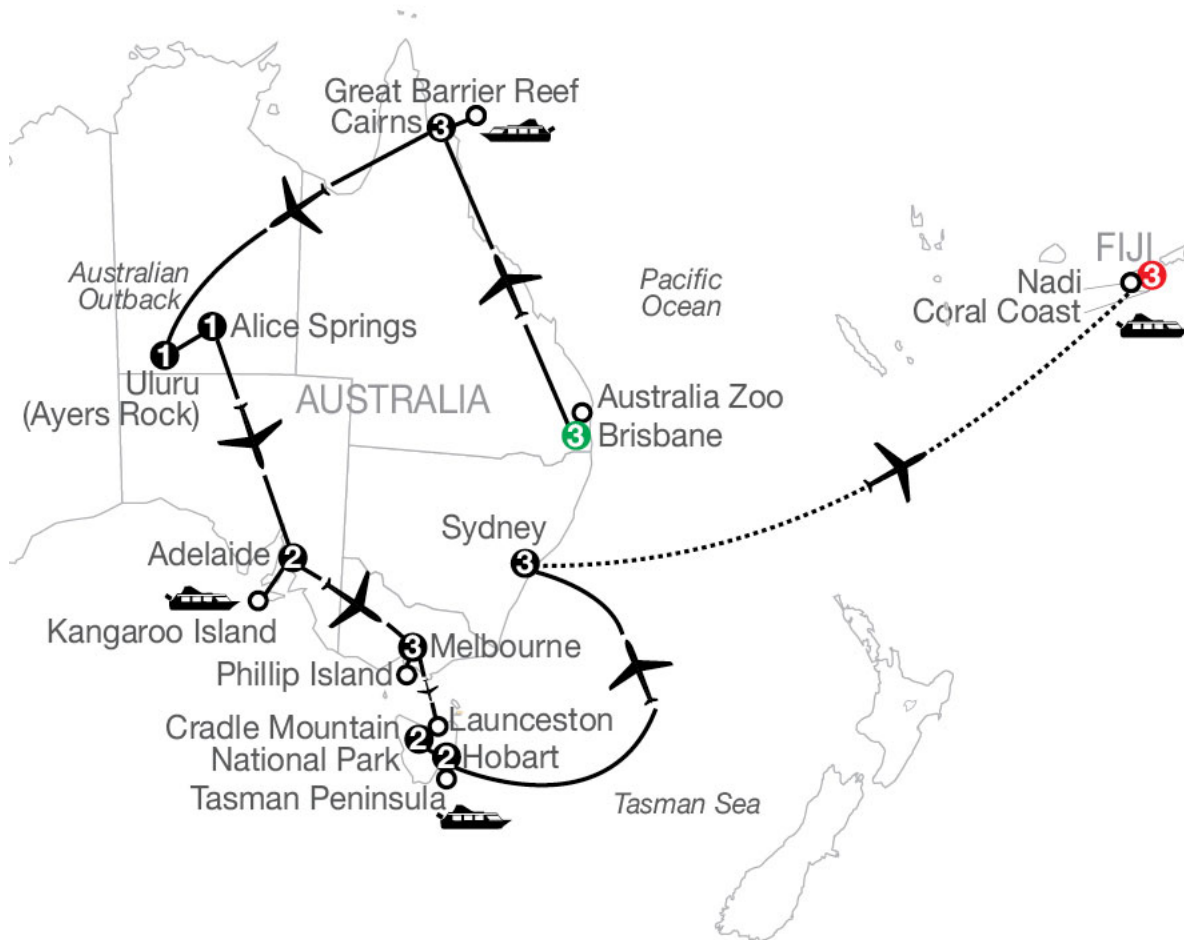 Great Barrier Reef
Cairns
3
Australian
Outback
Pacific
Ocean
FIJI
3
Nadi
Coral Coast
1
Alice Springs
1
Uluru
(Ayers Rock)
AUSTRALIA
Australia Zoo
3
Brisbane
Sydney
3
Adelaide
2
Kangaroo Island
3
Melbourne
Phillip Island
Launceston
Cradle Mountain
National Park
2
2
Hobart
Tasman Peninsula
Tasman Sea